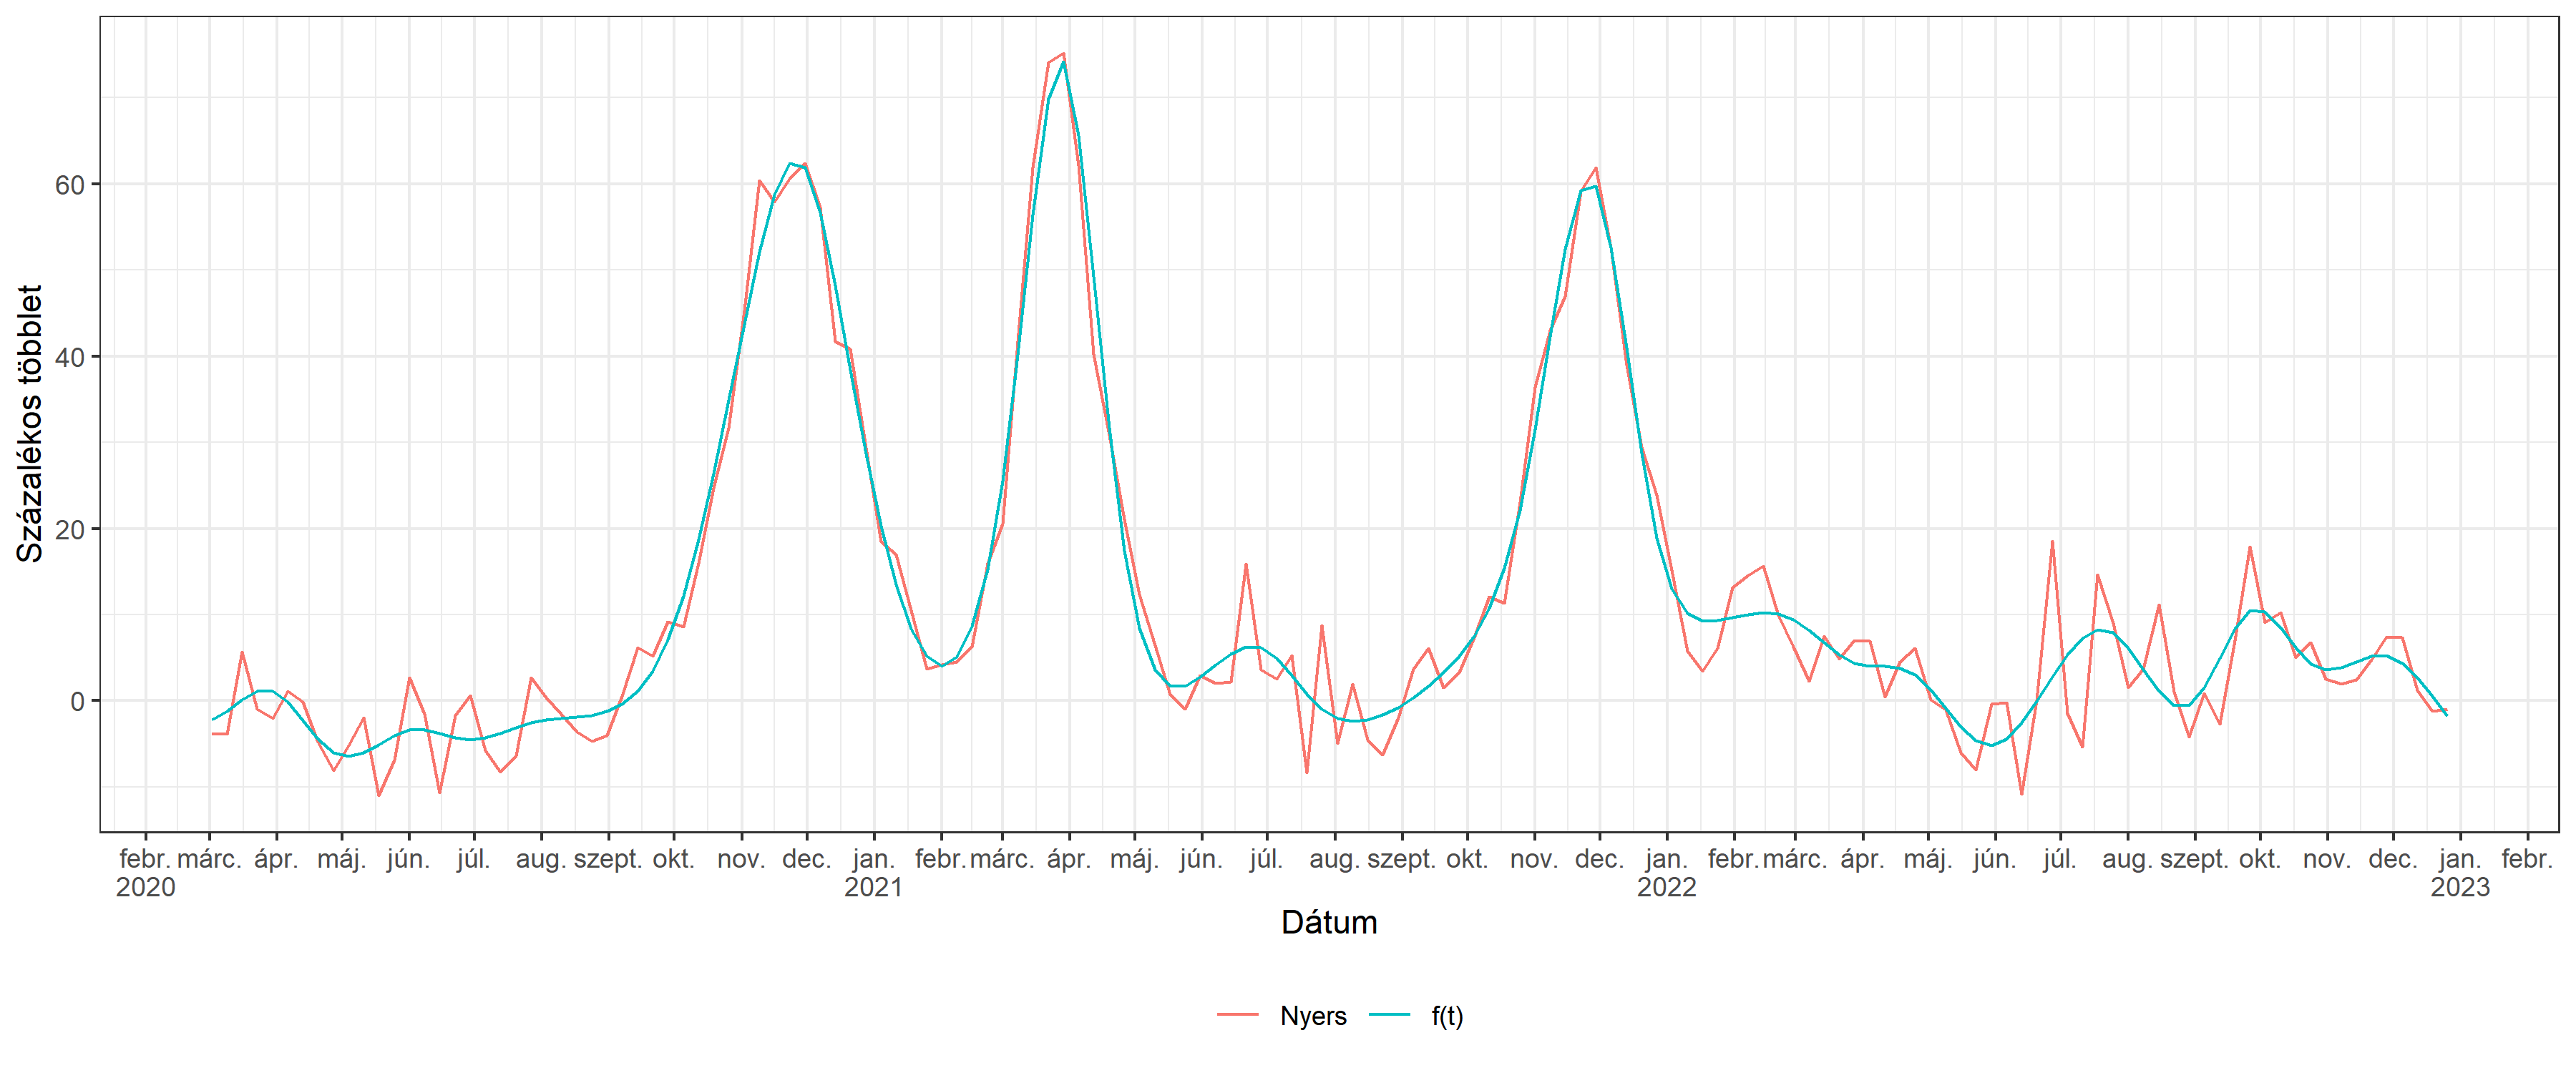 Százalékos többlet
60
40
20
0
febr. márc. ápr. máj. jún. júl. aug. szept. okt. nov. dec. jan. febr. márc. ápr. máj. jún. júl. aug. szept. okt. nov. dec. jan. febr. márc. ápr. máj. jún. júl. aug. szept. okt. nov. dec. jan. febr.
2020 2021 2022 2023
Dátum
Nyers f(t)